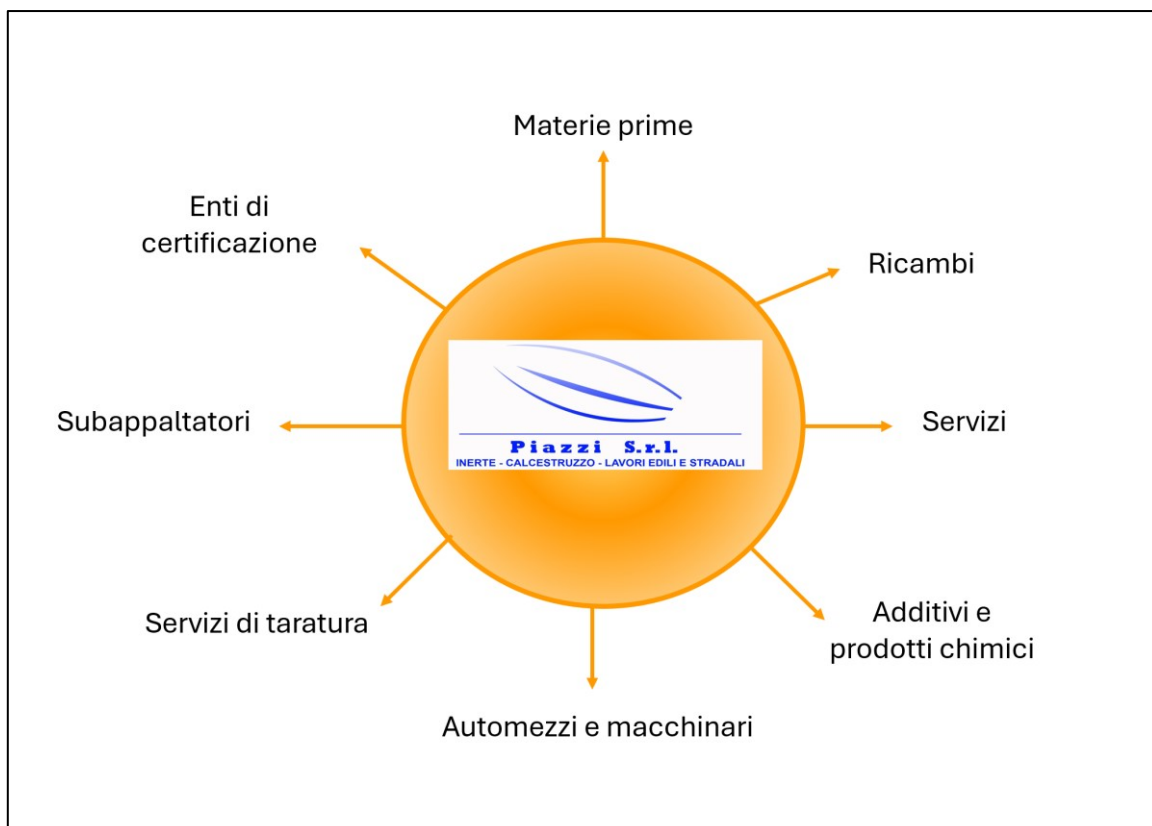 Materie prime
Enti di
certificazione
Ricambi
Piazzi S.r.l.
INERTE - CALCESTRUZZO - LAVORI EDILI E STRADALI
Subappaltatori
Servizi
Servizi di taratura
Additivi e
prodotti chimici
Automezzi e macchinari